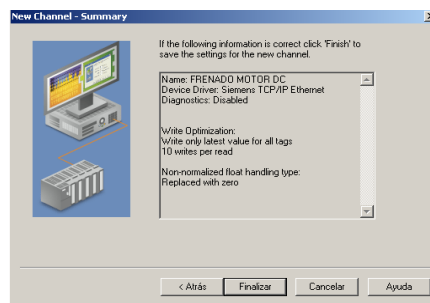 New Channel - Summary
If the following information is correct click 'Finish' to
save the settings for the new channel.
Name: FRENADO MOTOR DC
Device Driver: Siemens TCP/IP Ethernet
Diagnostics: Disabled
Write Optimization:
Write only latest value for all tags
10 writes per read
Non-normalized float handling type:
Replaced with zero
< Atrás
Finalizar
Cancelar
Ayuda